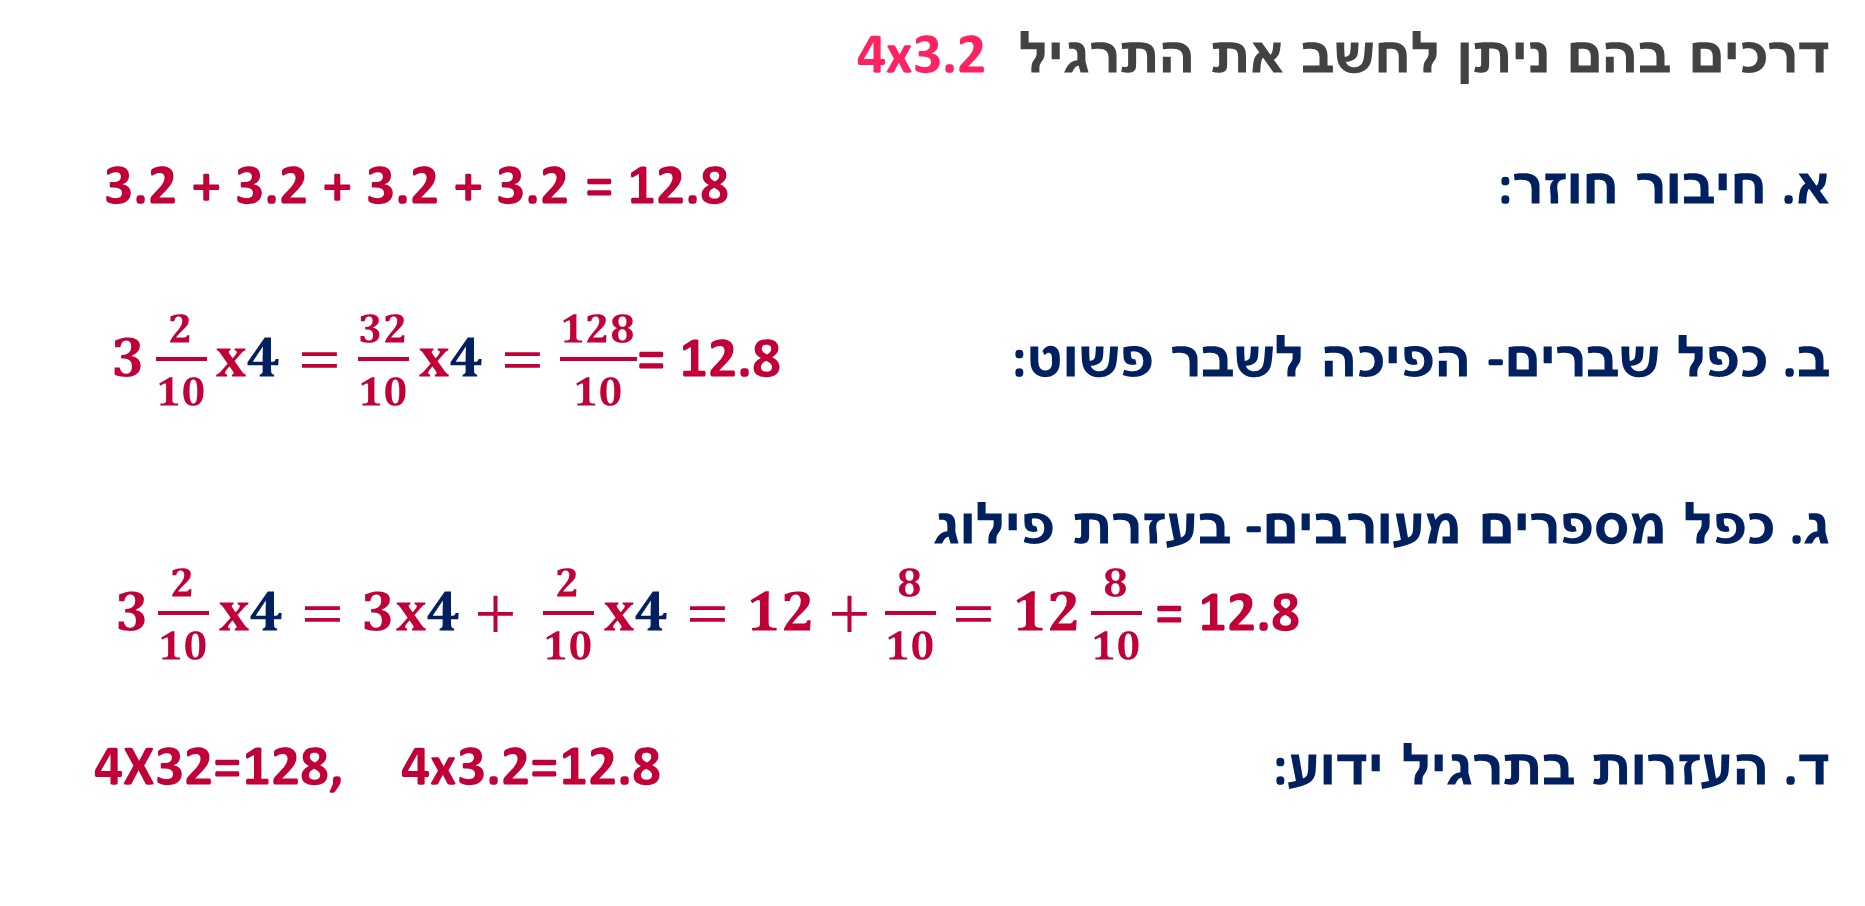 דרכים בהם ניתן לחשב את התרגיל 4x3.2
א. חיבור חוזר: 3.2 + 3.2 + 3.2 + 3.2 = 12.8
ב. כפל שברים- הפיכה לשבר פשוט: 3 2/10 x4 = 32/10 x4 = 128/10 = 12.8
ג. כפל מספרים מעורבים- בעזרת פילוג
3 2/10 x4 = 3x4 + 2/10 x4 = 12 + 8/10 = 12 8/10 = 12.8
ד. העזרות בתרגיל ידוע: 4X32=128, 4x3.2=12.8